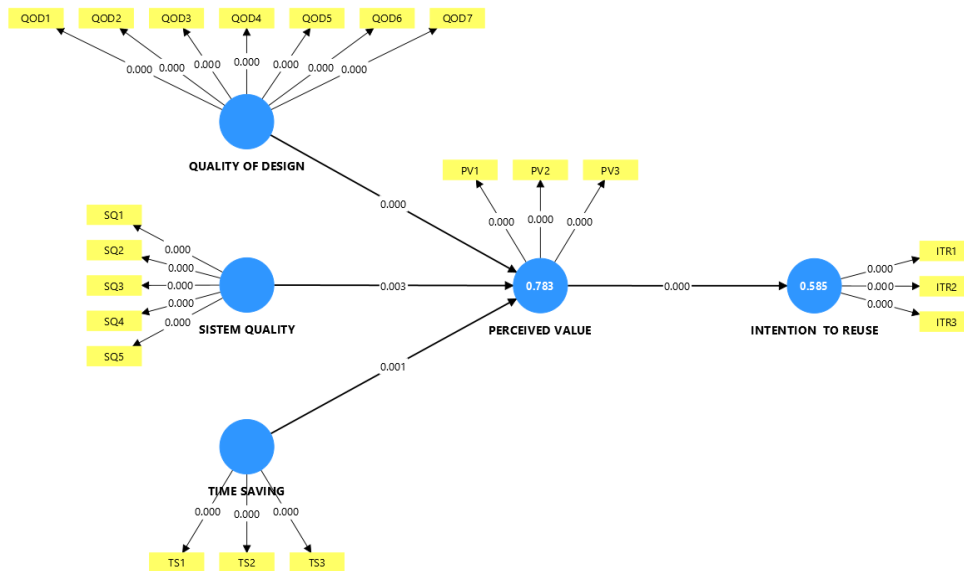 QOD1 QOD2 QOD3 QOD4 QOD5 QOD6 QOD7
0.000 0.000 0.000 0.000 0.000 0.000 0.000
QUALITY OF DESIGN
PV1 PV2 PV3
0.000 0.000 0.000
0.000
SQ1
SQ2
SQ3
SQ4
SQ5
0.000
0.000
0.000
0.000
0.000
SISTEM QUALITY
0.003
0.783
PERCEIVED VALUE
0.000
0.585
INTENTION TO REUSE
0.000
0.000
0.000
ITR1
ITR2
ITR3
0.001
TIME SAVING
0.000 0.000 0.000
TS1 TS2 TS3